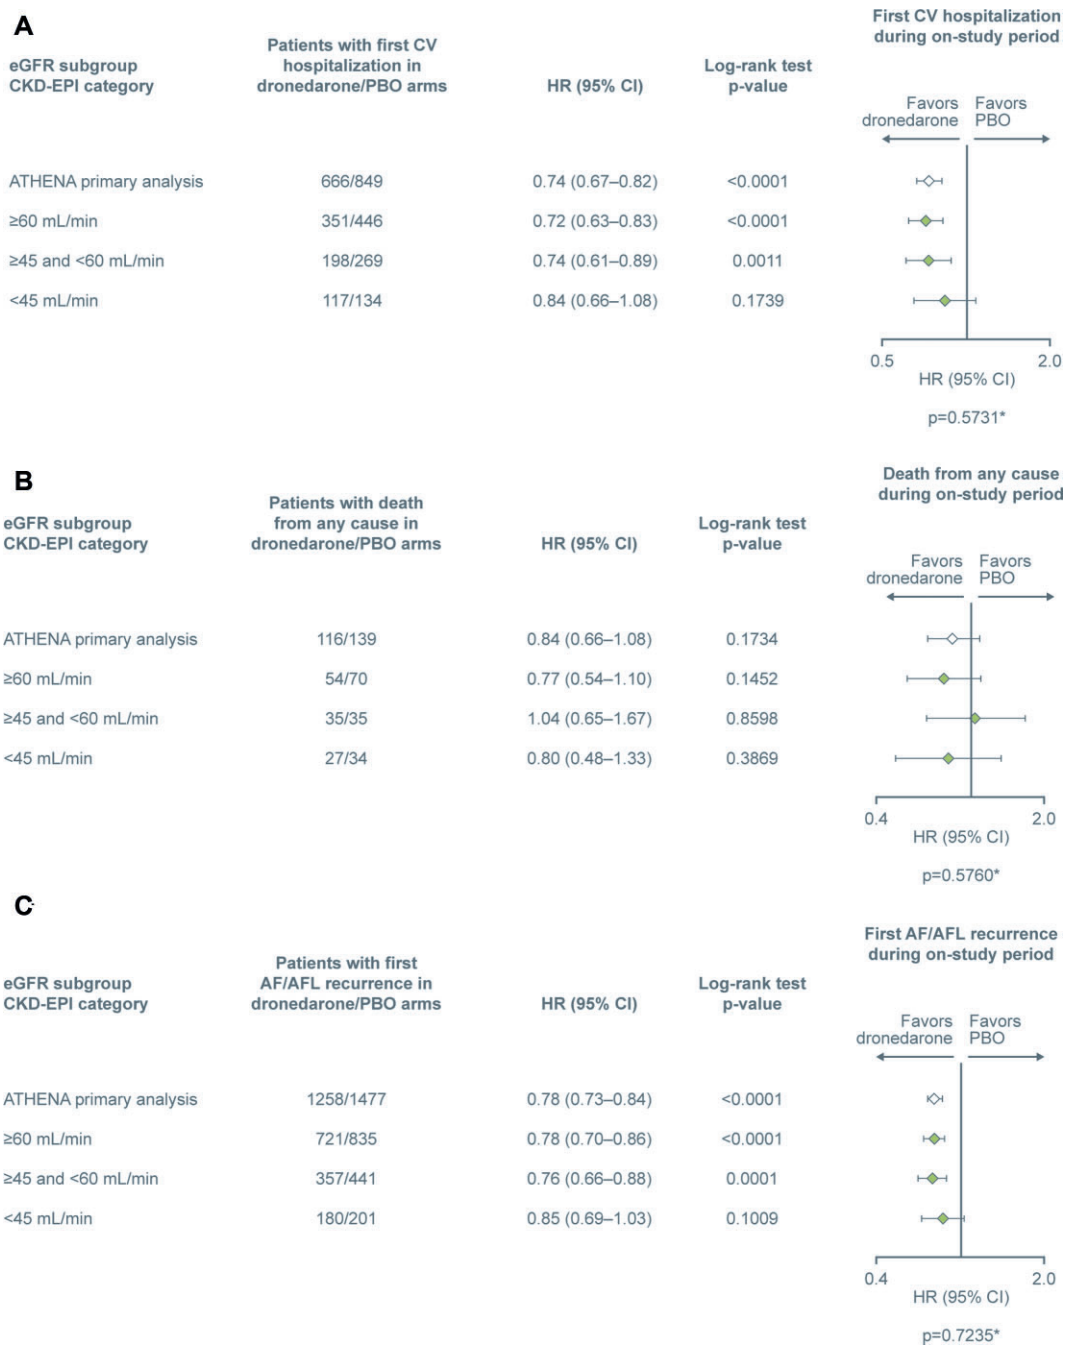 A
First CV hospitalization
during on-study period
eGFR subgroup
CKD-EPI category
Patients with first CV
hospitalization in
dronedarone/PBO arms
HR (95% CI)
Log-rank test
p-value
Favors
dronedarone
Favors
PBO
ATHENA primary analysis 666/849 0.74 (0.67–0.82) <0.0001
≥60 mL/min 351/446 0.72 (0.63–0.83) <0.0001
≥45 and <60 mL/min 198/269 0.74 (0.61–0.89) 0.0011
<45 mL/min 117/134 0.84 (0.66–1.08) 0.1739
0.5 2.0
HR (95% CI)
p=0.5731*
B
Death from any cause
during on-study period
eGFR subgroup
CKD-EPI category
Patients with death
from any cause in
dronedarone/PBO arms
HR (95% CI)
Log-rank test
p-value
Favors
dronedarone
Favors
PBO
ATHENA primary analysis 116/139 0.84 (0.66–1.08) 0.1734
≥60 mL/min 54/70 0.77 (0.54–1.10) 0.1452
≥45 and <60 mL/min 35/35 1.04 (0.65–1.67) 0.8598
<45 mL/min 27/34 0.80 (0.48–1.33) 0.3869
0.4 2.0
HR (95% CI)
p=0.5760*
C
First AF/AFL recurrence
during on-study period
eGFR subgroup
CKD-EPI category
Patients with first
AF/AFL recurrence in
dronedarone/PBO arms
HR (95% CI)
Log-rank test
p-value
Favors
dronedarone
Favors
PBO
ATHENA primary analysis 1258/1477 0.78 (0.73–0.84) <0.0001
≥60 mL/min 721/835 0.78 (0.70–0.86) <0.0001
≥45 and <60 mL/min 357/441 0.76 (0.66–0.88) 0.0001
<45 mL/min 180/201 0.85 (0.69–1.03) 0.1009
0.4 2.0
HR (95% CI)
p=0.7235*